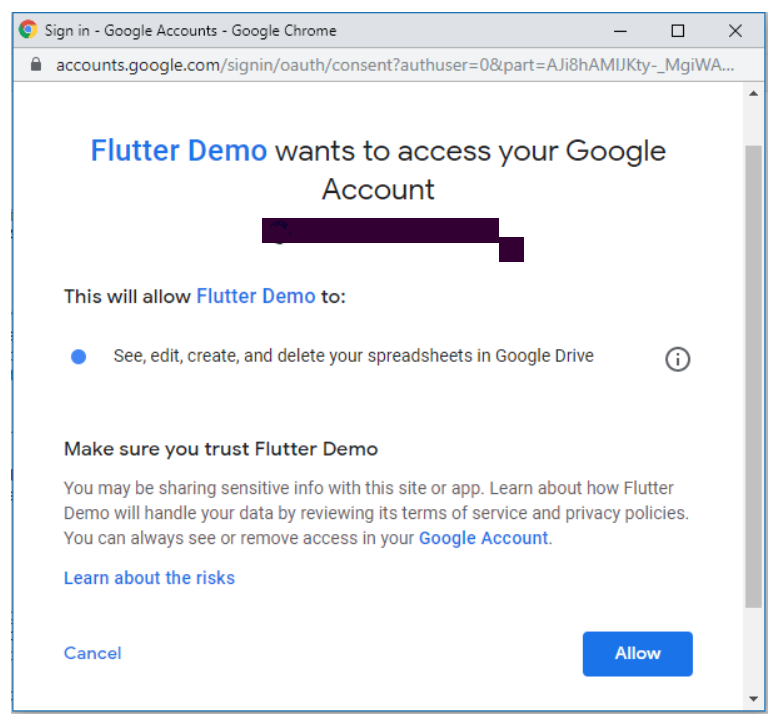 Sign in - Google Accounts - Google Chrome
accounts.google.com/signin/oauth/consent?authuser=0&part=AJi8hAMIJKty-_MgiWA...
Flutter Demo wants to access your Google
Account
This will allow Flutter Demo to:
See, edit, create, and delete your spreadsheets in Google Drive
Make sure you trust Flutter Demo
You may be sharing sensitive info with this site or app. Learn about how Flutter
Demo will handle your data by reviewing its terms of service and privacy policies.
You can always see or remove access in your Google Account.
Learn about the risks
Cancel
Allow